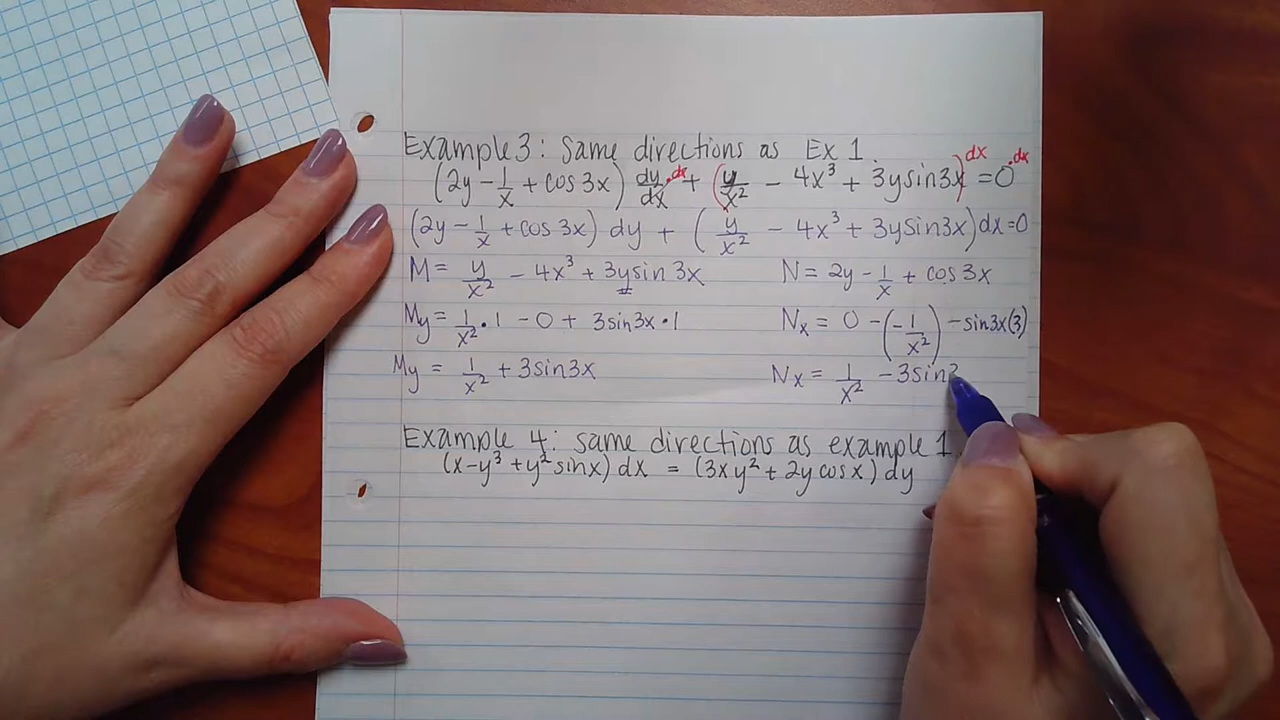 Example 3: Same directions as Ex 1.
(2y - 1/x + cos 3x) dy/dx · dx + (y/x² - 4x³ + 3y sin 3x) dx = 0 · dx
(2y - 1/x + cos 3x) dy + (y/x² - 4x³ + 3y sin 3x) dx = 0
M = y/x² - 4x³ + 3y sin 3x N = 2y - 1/x + cos 3x
My = 1/x² · 1 - 0 + 3 sin 3x · 1 Nx = 0 - (-1/x²) - sin 3x (3)
My = 1/x² + 3 sin 3x Nx = 1/x² - 3 sin 3
Example 4: same directions as example 1.
(x - y³ + y² sin x) dx = (3xy² + 2y cos x) dy